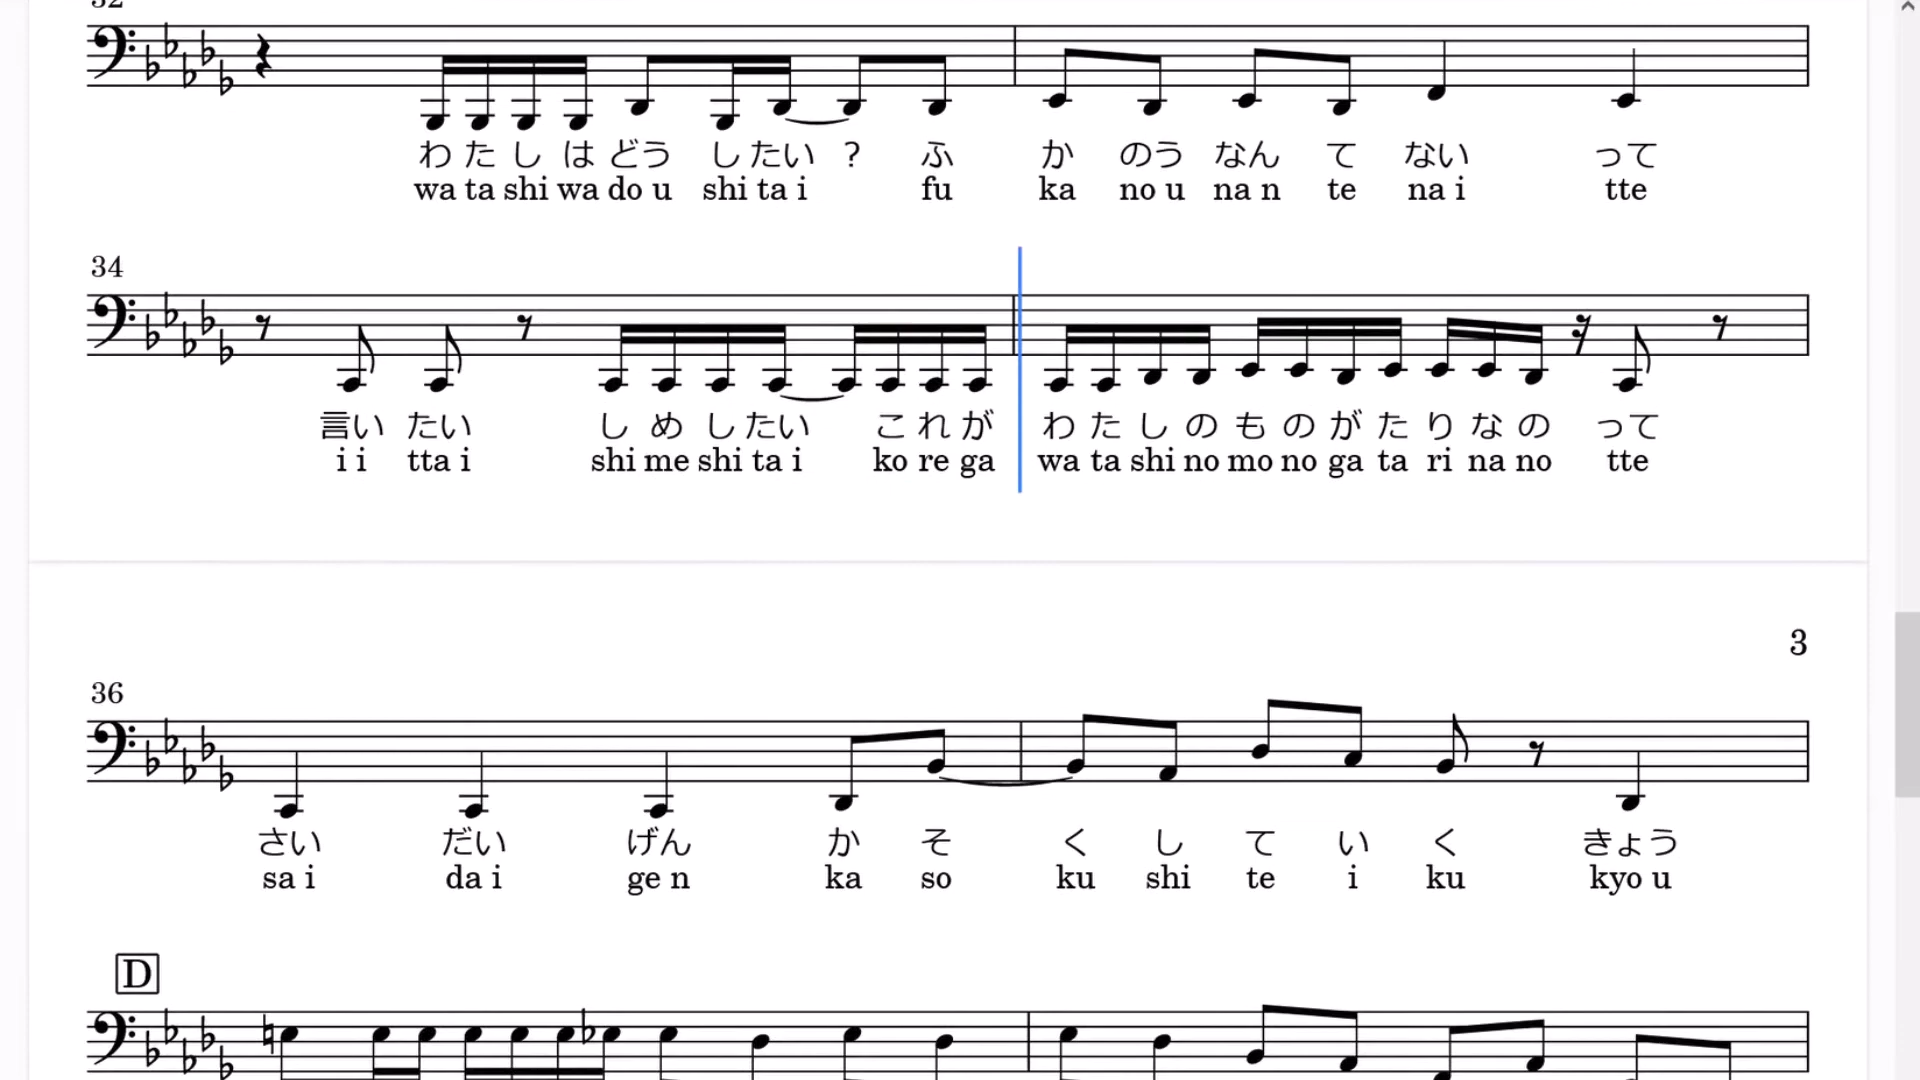 32
わ た し は どう し たい ? ふ か のう なん て ない って
wa ta shi wa do u shi ta i fu ka no u na n te na i tte
34
言い たい し め し たい こ れ が わ た し の も の が た り な の って
i i tta i shi me shi ta i ko re ga wa ta shi no mo no ga ta ri na no tte
3
36
さい だい げん か そ く し て い く きょう
sa i da i ge n ka so ku shi te i ku kyo u
D